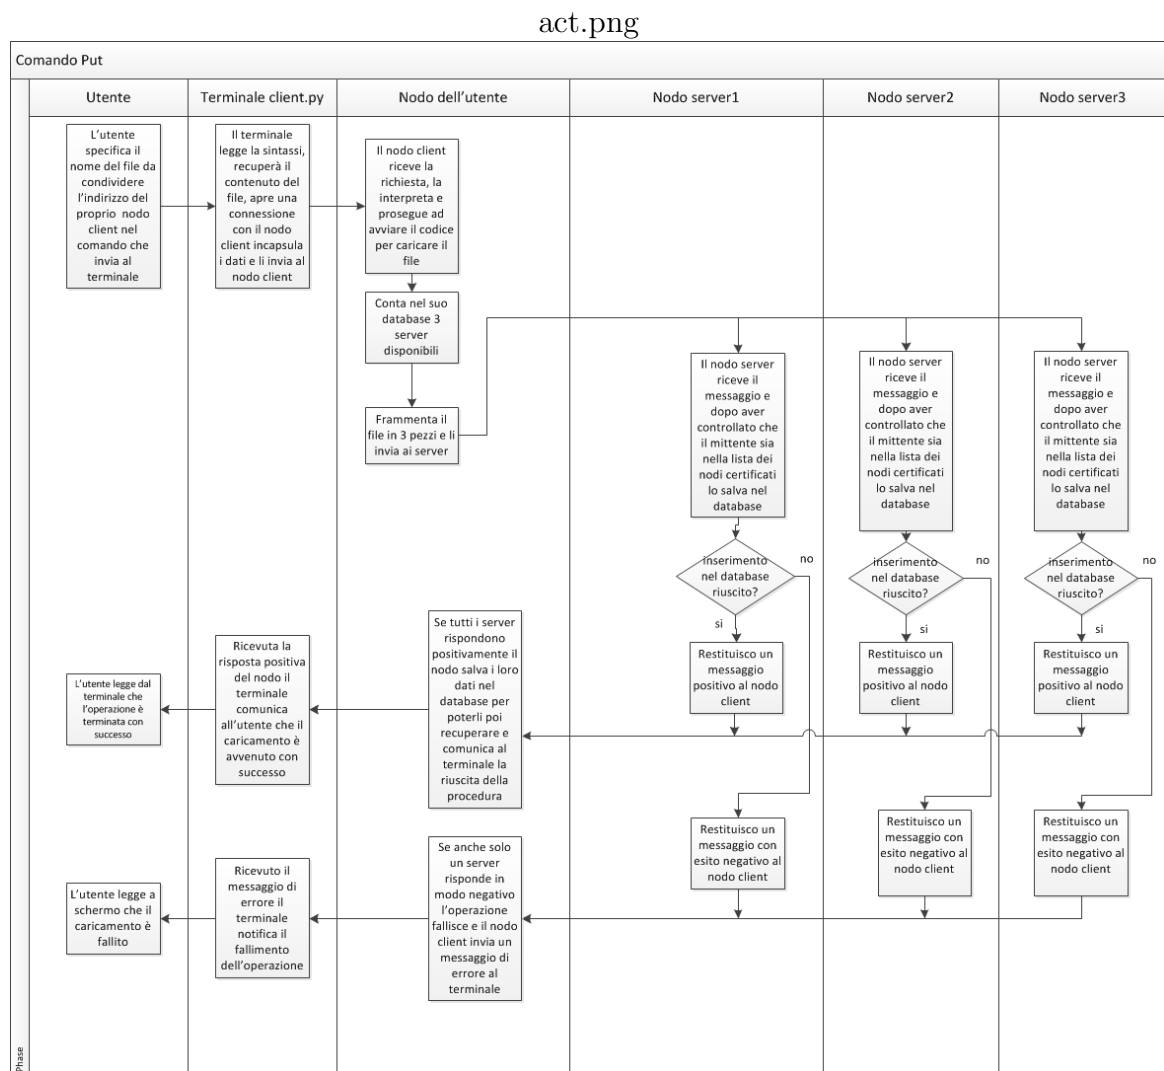 act.png
Comando Put
Utente
Terminale client.py
Nodo dell'utente
Nodo server1
Nodo server2
Nodo server3
L'utente
specifica il
nome del file da
condividere
l'indirizzo del
proprio nodo
client nel
comando che
invia al
terminale
Il terminale
legge la sintassi,
recuperà il
contenuto del
file, apre una
connessione
con il nodo
client incapsula
i dati e li invia al
nodo client
Il nodo client
riceve la
richiesta, la
interpreta e
prosegue ad
avviare il codice
per caricare il
file
Conta nel suo
database 3
server
disponibili
Frammenta il
file in 3 pezzi e li
invia ai server
Il nodo server
riceve il
messaggio e
dopo aver
controllato che
il mittente sia
nella lista dei
nodi certificati
lo salva nel
database
Il nodo server
riceve il
messaggio e
dopo aver
controllato che
il mittente sia
nella lista dei
nodi certificati
lo salva nel
database
Il nodo server
riceve il
messaggio e
dopo aver
controllato che
il mittente sia
nella lista dei
nodi certificati
lo salva nel
database
inserimento
nel database
riuscito?
no
si
inserimento
nel database
riuscito?
no
si
inserimento
nel database
riuscito?
no
si
Restituisco un
messaggio
positivo al nodo
client
Restituisco un
messaggio
positivo al nodo
client
Restituisco un
messaggio
positivo al nodo
client
Se tutti i server
rispondono
positivamente il
nodo salva i loro
dati nel
database per
poterli poi
recuperare e
comunica al
terminale la
riuscita della
procedura
Ricevuta la
risposta positiva
del nodo il
terminale
comunica
all'utente che il
caricamento è
avvenuto con
successo
L'utente legge dal
terminale che
l'operazione è
terminata con
successo
Restituisco un
messaggio con
esito negativo al
nodo client
Restituisco un
messaggio con
esito negativo al
nodo client
Restituisco un
messaggio con
esito negativo al
nodo client
Se anche solo
un server
risponde in
modo negativo
l'operazione
fallisce e il nodo
client invia un
messaggio di
errore al
terminale
Ricevuto il
messaggio di
errore il
terminale
notifica il
fallimento
dell'operazione
L'utente legge a
schermo che il
caricamento è
fallito
Phase